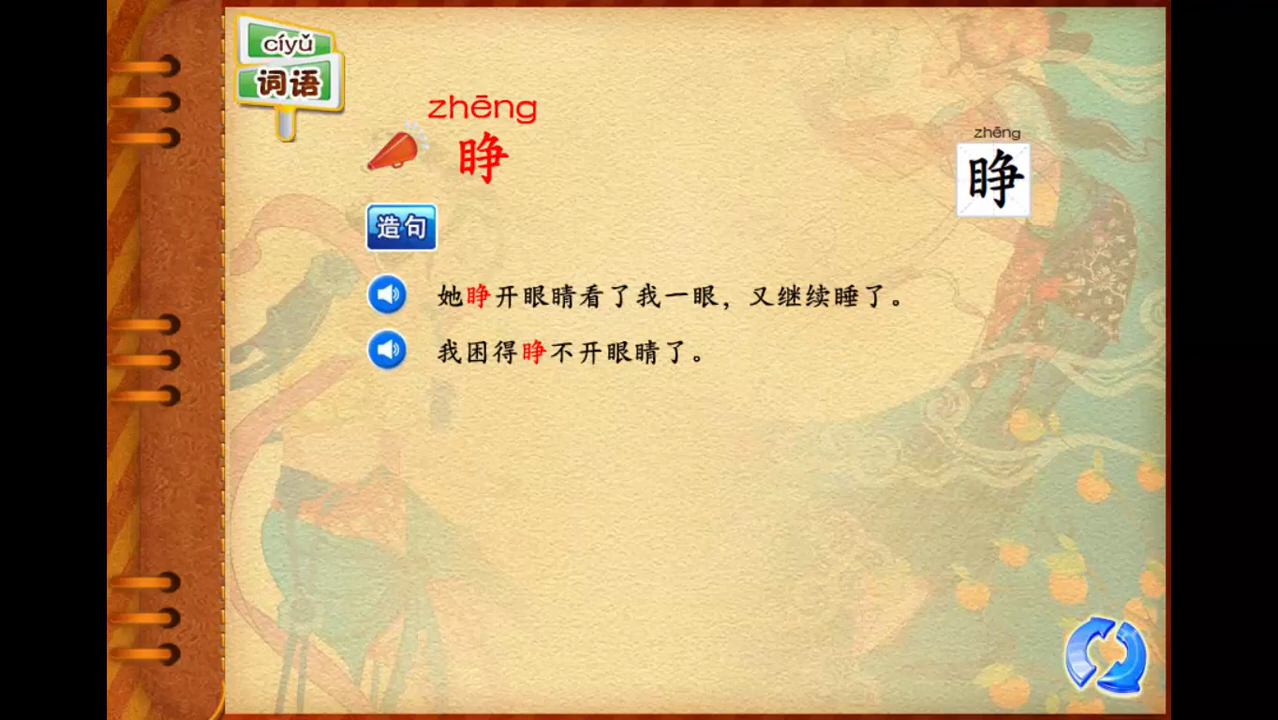 cíyǔ
词语
zhēng
睁
zhēng
睁
造句
她睁开眼睛看了我一眼，又继续睡了。
我困得睁不开眼睛了。